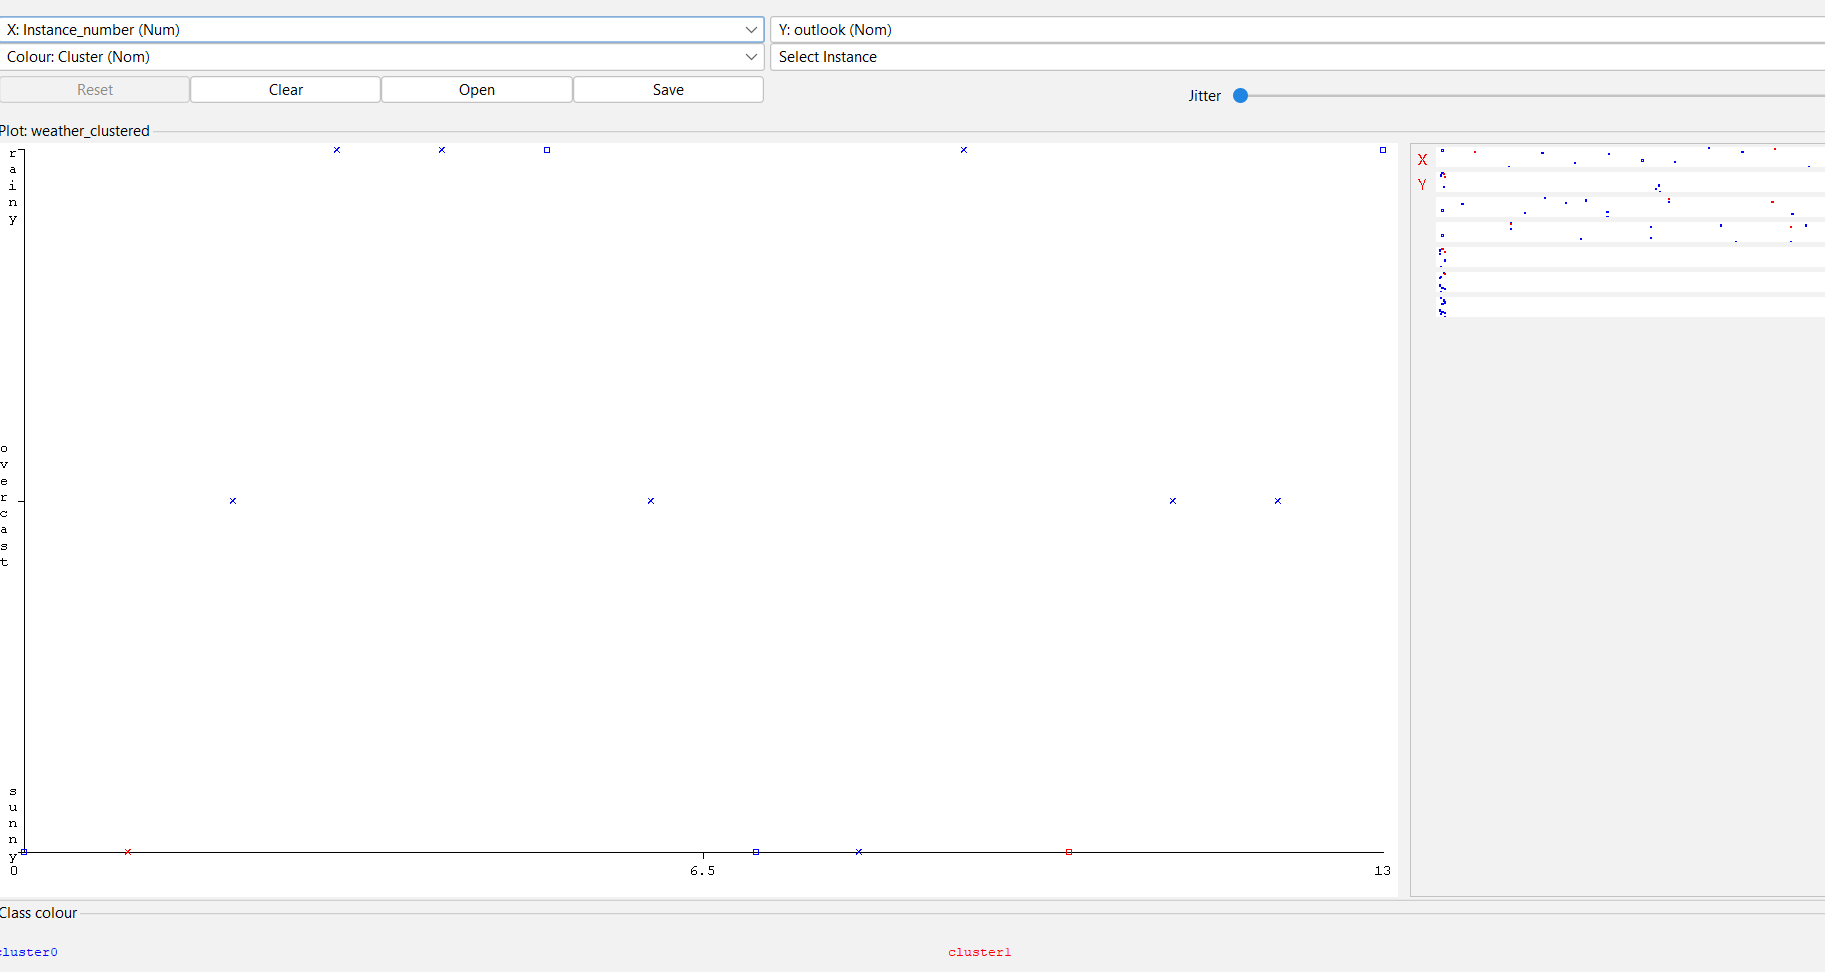 X: Instance_number (Num)
Y: outlook (Nom)
Colour: Cluster (Nom)
Select Instance
Reset
Clear
Open
Save
Jitter
Plot: weather_clustered
rainy
overcast
sunny
0
6.5
13
X
Y
Class colour
cluster0
cluster1